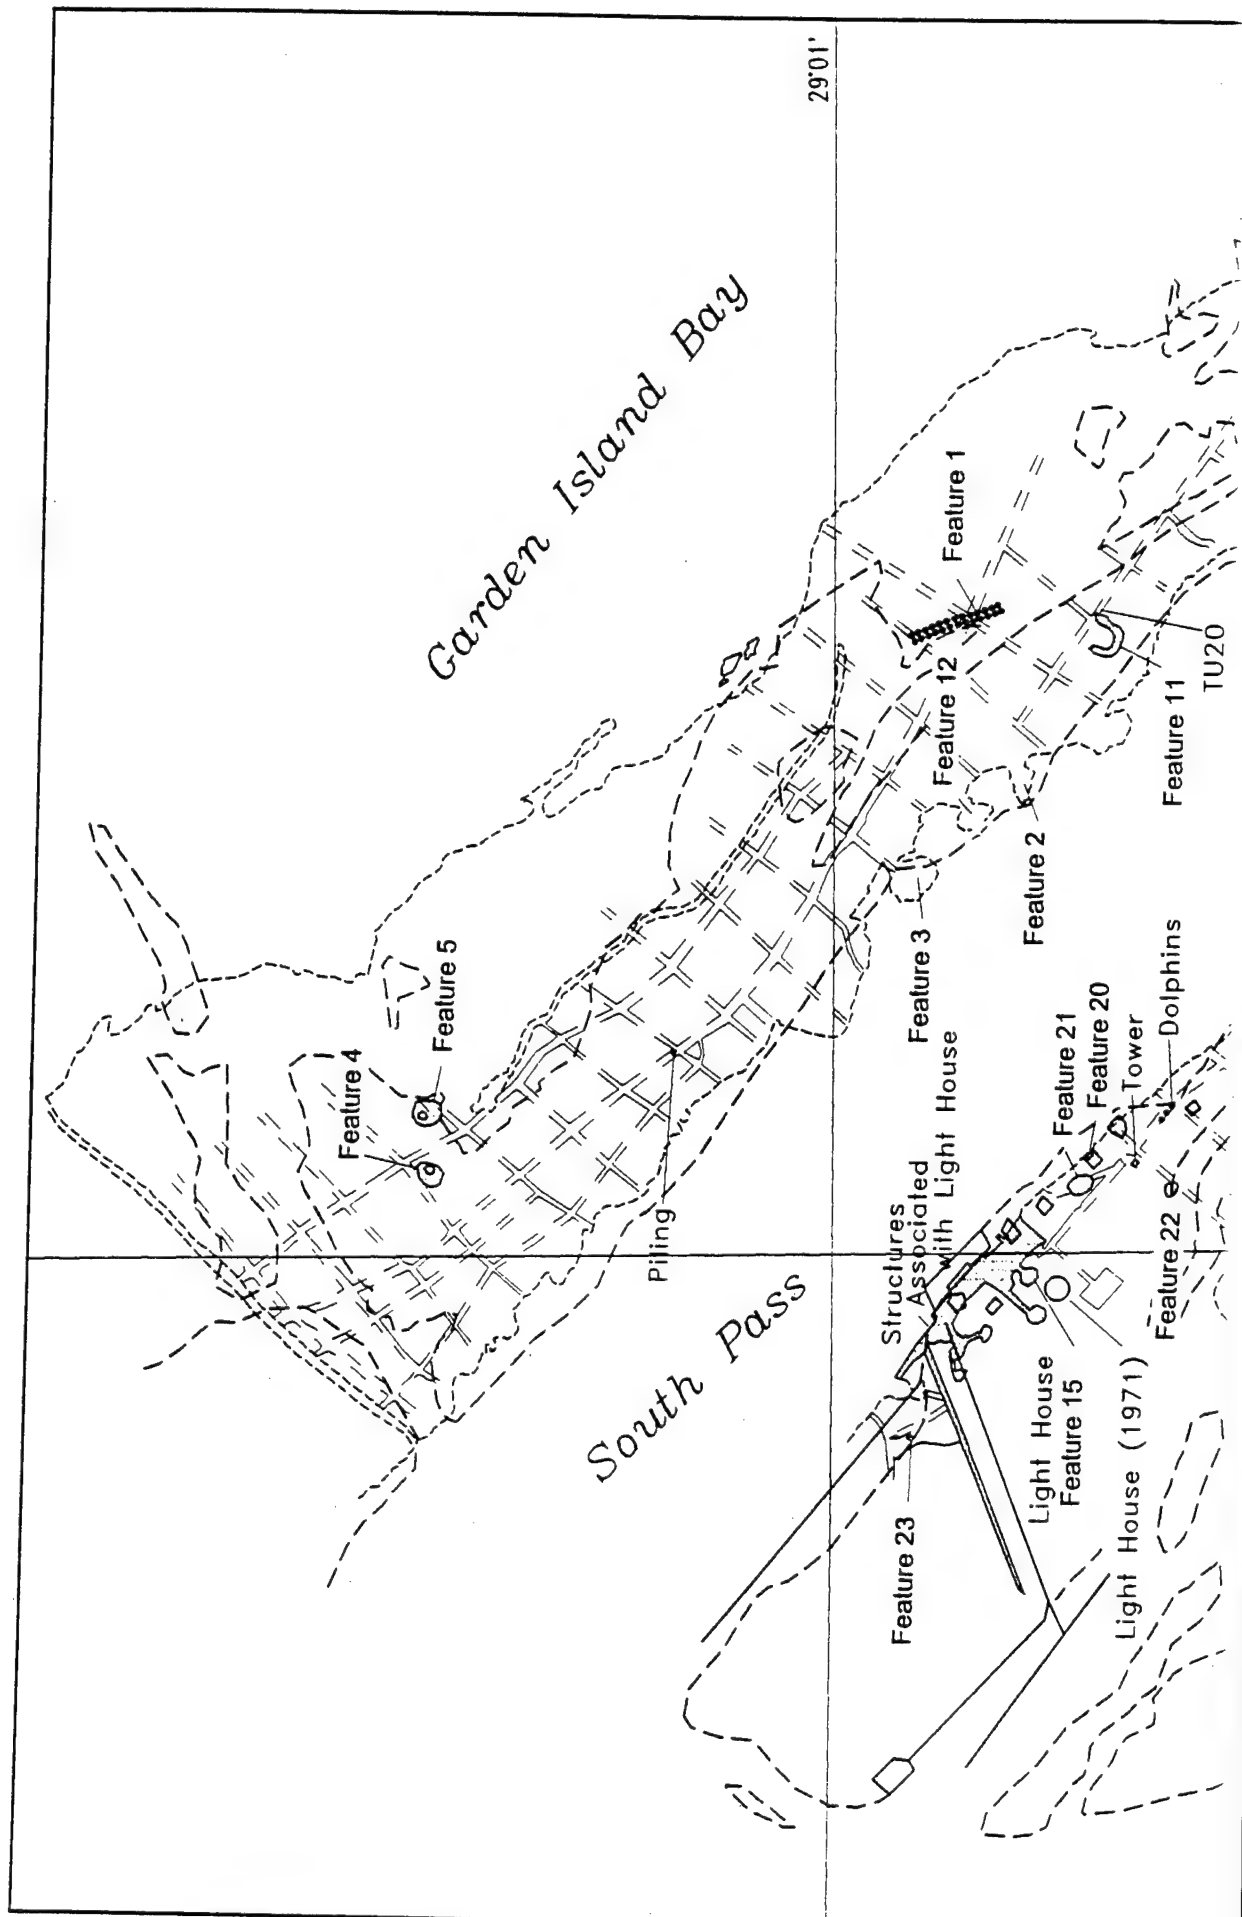 29°01'
Garden Island Bay
Feature 1
Feature 12
TU20
Feature 11
Feature 2
Feature 3
Feature 5
Feature 4
Piling
South Pass
Structures
Associated
with Light House
Dolphins
Tower
Feature 20
Feature 21
Feature 22
Light House
Feature 15
Light House (1971)
Feature 23